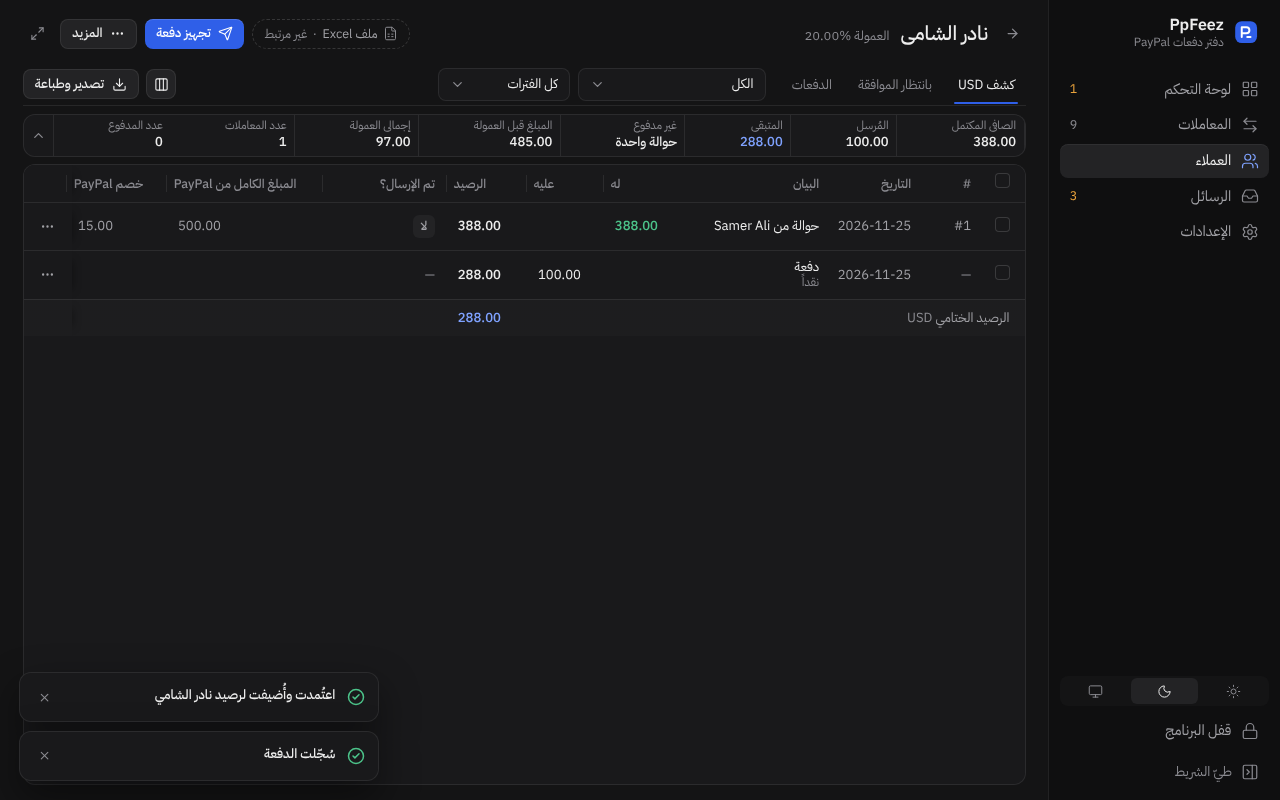 PpFeez
دفتر دفعات PayPal
لوحة التحكم 1
المعاملات 9
العملاء
الرسائل 3
الإعدادات
قفل البرنامج
طيّ الشريط
نادر الشامي العمولة 20.00%
ملف Excel · غير مرتبط
تجهيز دفعة
المزيد
كشف USD
بانتظار الموافقة
الدفعات
الكل
كل الفترات
تصدير وطباعة
الصافي المكتمل المُرسل المتبقي غير مدفوع المبلغ قبل العمولة إجمالي العمولة عدد المعاملات عدد المدفوع
388.00 100.00 288.00 حوالة واحدة 485.00 97.00 1 0
# التاريخ البيان له عليه الرصيد تم الإرسال؟ المبلغ الكامل من PayPal خصم PayPal
#1 2026-11-25 حوالة من Samer Ali 388.00 388.00 لا 500.00 15.00
— 2026-11-25 دفعة 100.00 288.00 —
نقداً
الرصيد الختامي USD 288.00
اعتُمدت وأُضيفت لرصيد نادر الشامي
سُجّلت الدفعة